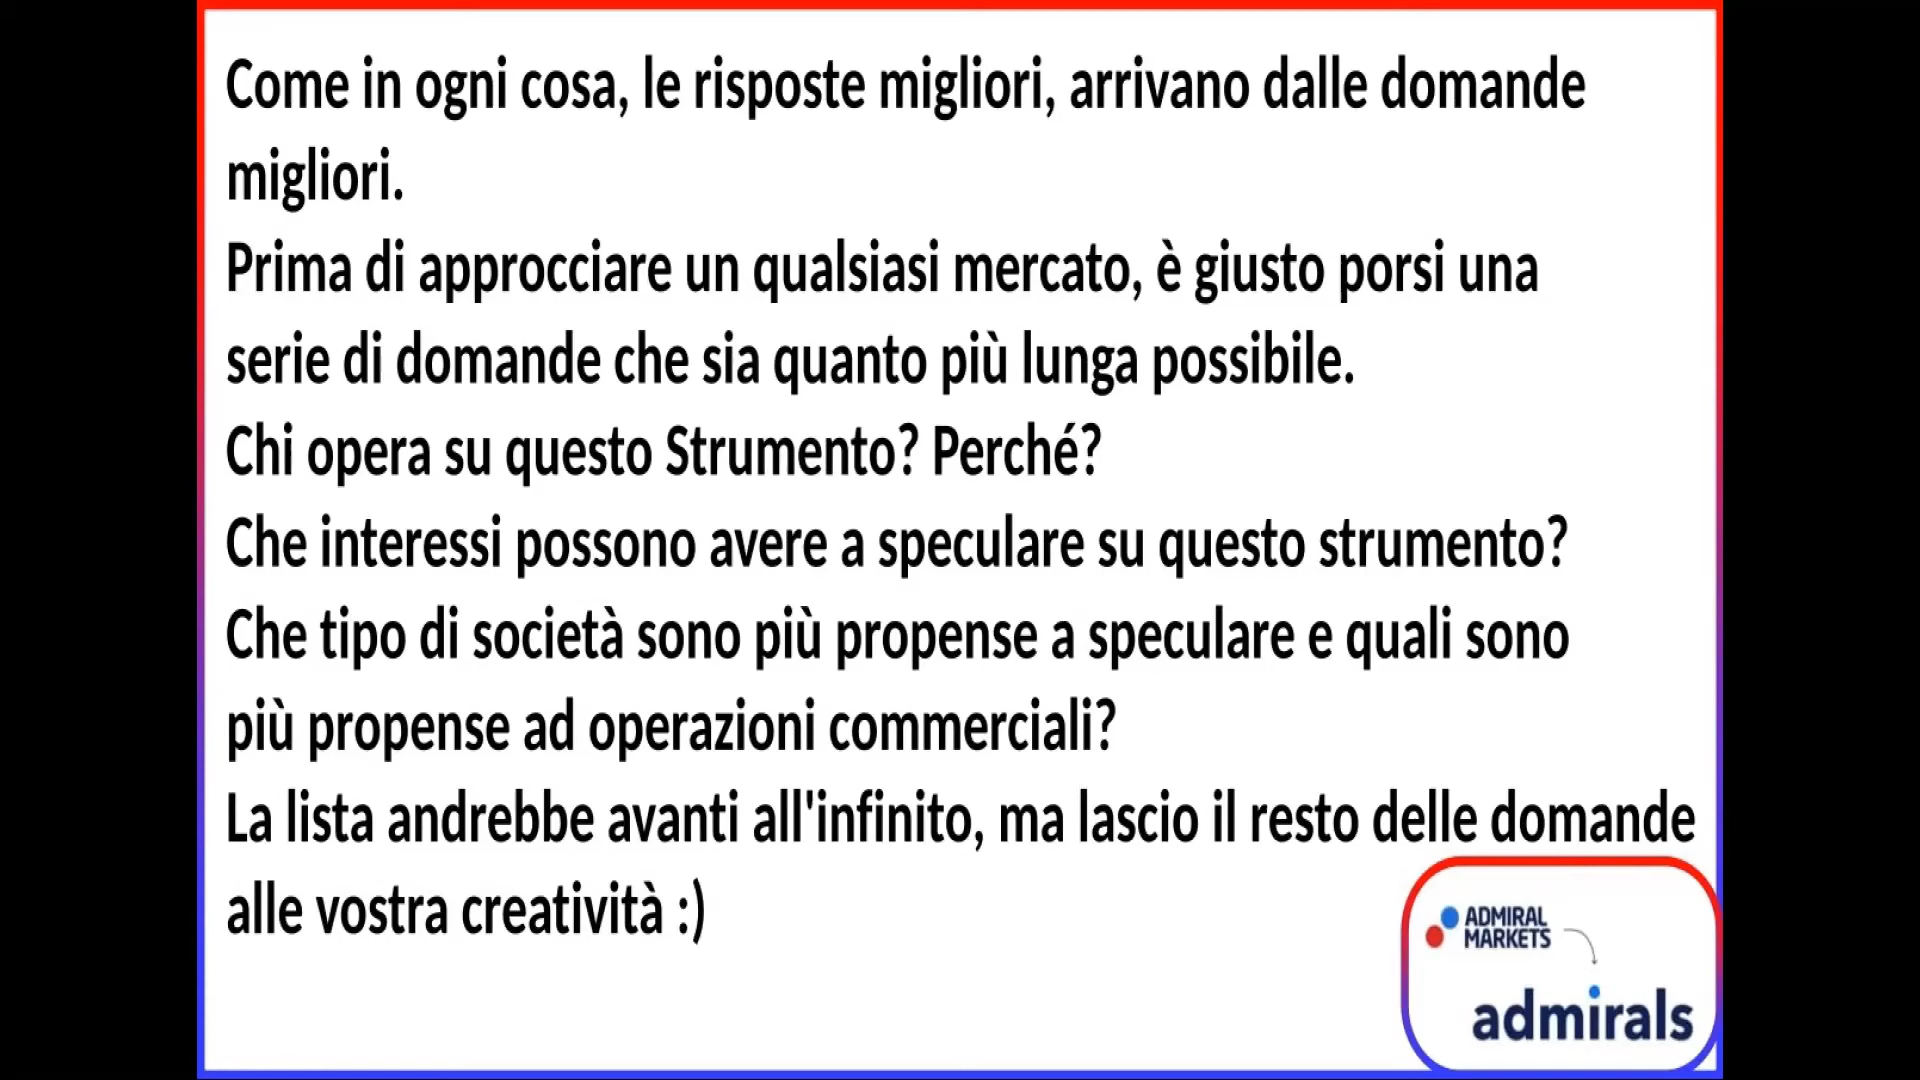 Come in ogni cosa, le risposte migliori, arrivano dalle domande
migliori.
Prima di approcciare un qualsiasi mercato, è giusto porsi una
serie di domande che sia quanto più lunga possibile.
Chi opera su questo Strumento? Perché?
Che interessi possono avere a speculare su questo strumento?
Che tipo di società sono più propense a speculare e quali sono
più propense ad operazioni commerciali?
La lista andrebbe avanti all'infinito, ma lascio il resto delle domande
alle vostra creatività :)
ADMIRAL
MARKETS
admirals